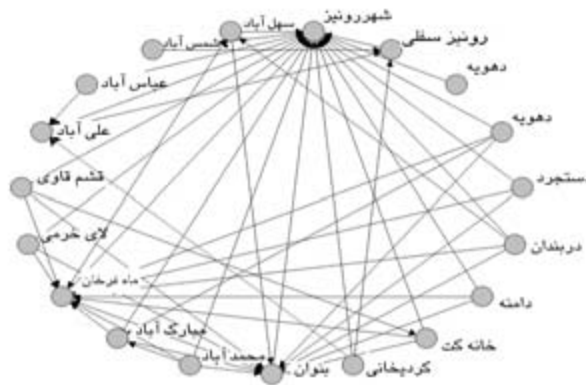 شهررونیز
سهل آباد
رونیز سفلی
شمس آباد
دهویه
عباس آباد
علی آباد
دهویه
قشم قاوی
دستجرد
لای خرمی
دربندان
ماه فرخان
دامنه
مبارک آباد
خانه کت
محمد آباد
بنوان
کردیخانی